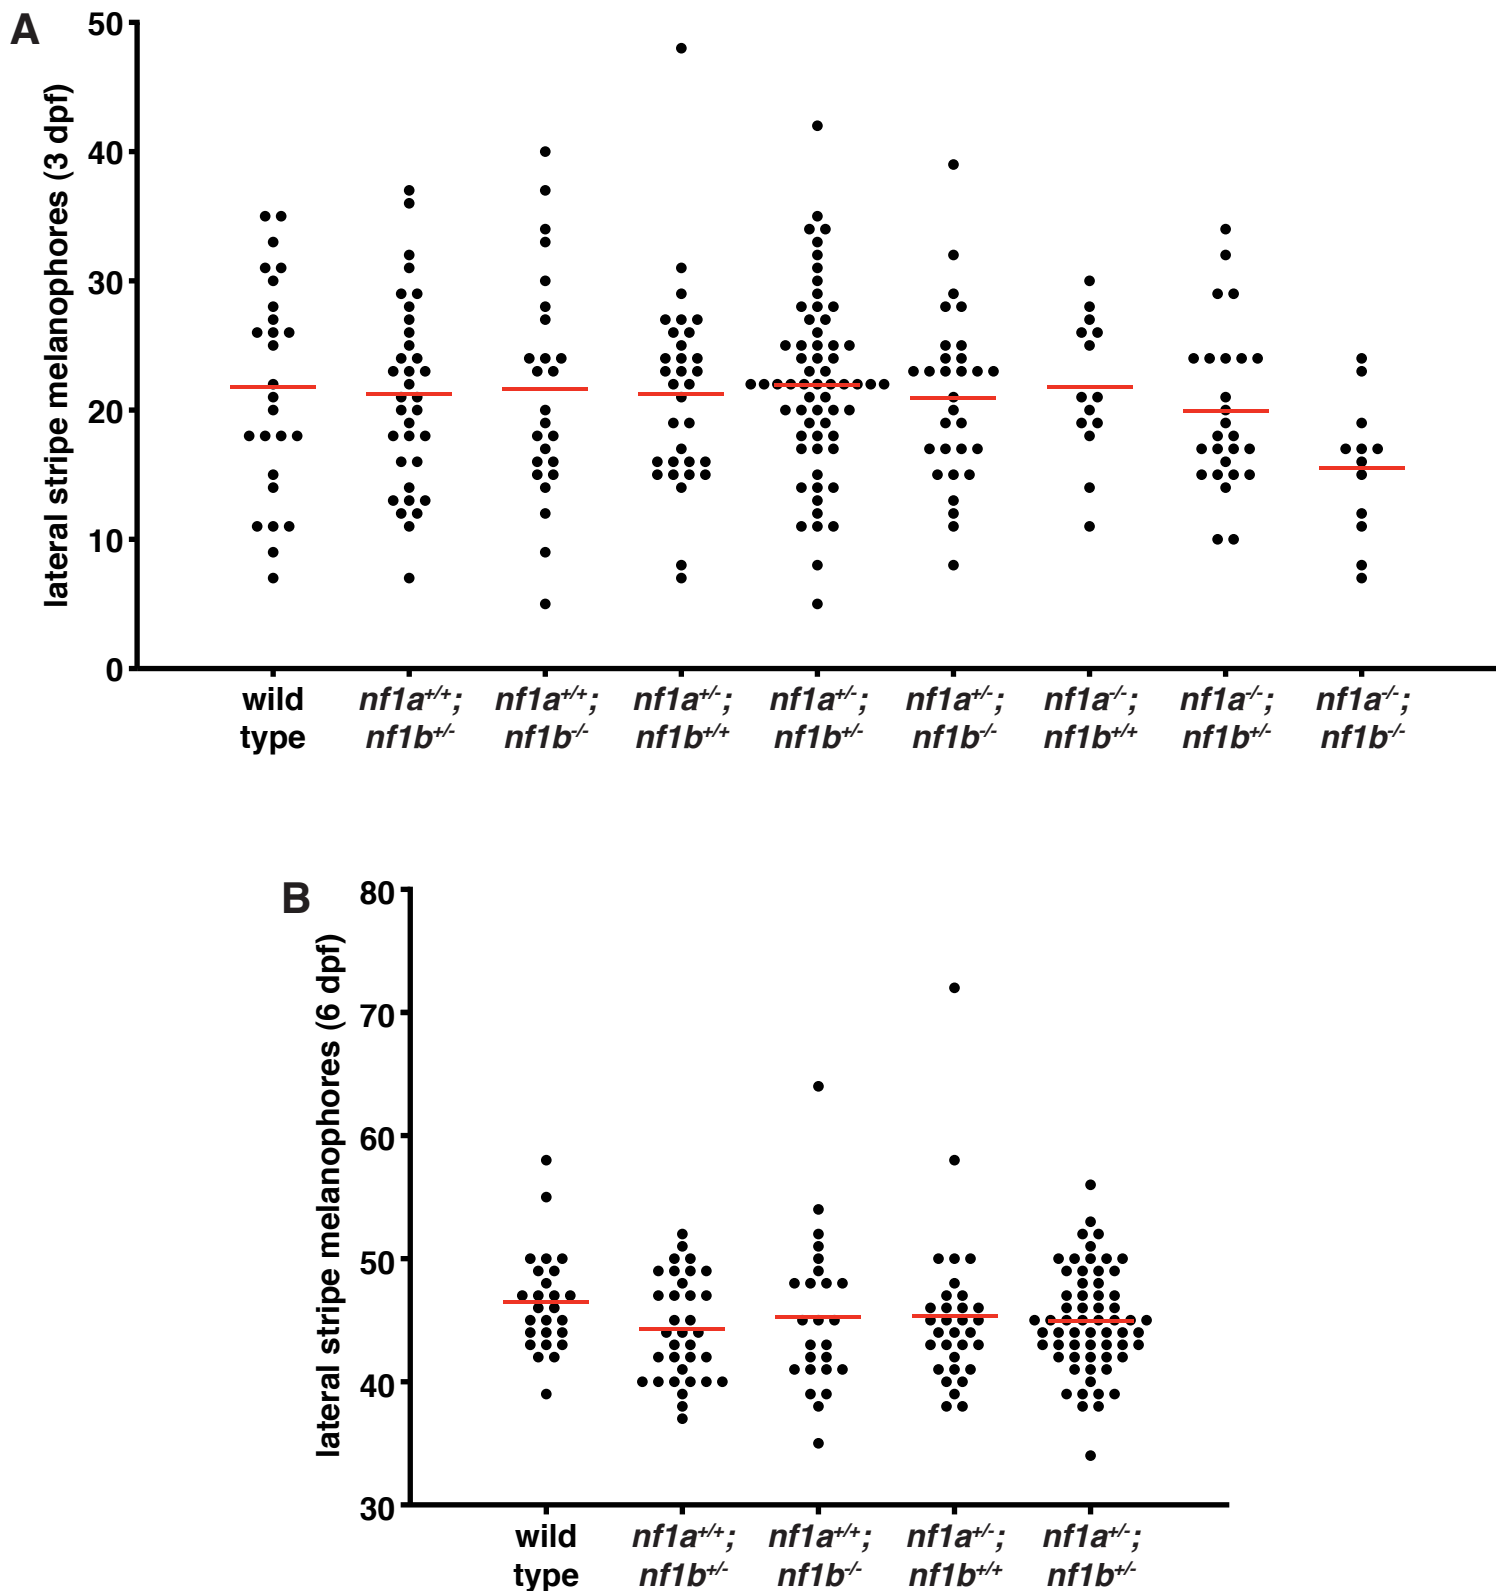 A
lateral stripe melanophores (3 dpf)
50
40
30
20
10
0
wild nf1a+/+; nf1a+/+; nf1a+/-; nf1a+/-; nf1a+/-; nf1a-/-; nf1a-/-; nf1a-/-;
type nf1b+/- nf1b-/- nf1b+/+ nf1b+/- nf1b-/- nf1b+/+ nf1b+/- nf1b-/-
B
lateral stripe melanophores (6 dpf)
80
70
60
50
40
30
wild nf1a+/+; nf1a+/+; nf1a+/-; nf1a+/-;
type nf1b+/- nf1b-/- nf1b+/+ nf1b+/-